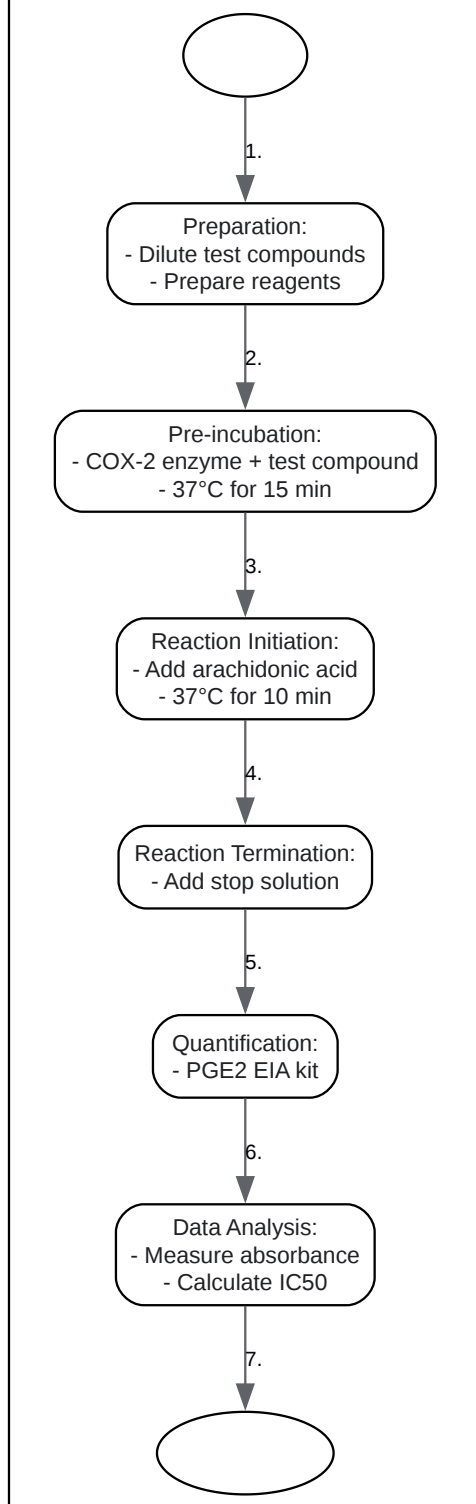 1.
Preparation:
- Dilute test compounds
- Prepare reagents
2.
Pre-incubation:
- COX-2 enzyme + test compound
- 37°C for 15 min
3.
Reaction Initiation:
- Add arachidonic acid
- 37°C for 10 min
4.
Reaction Termination:
- Add stop solution
5.
Quantification:
- PGE2 EIA kit
6.
Data Analysis:
- Measure absorbance
- Calculate IC50
7.